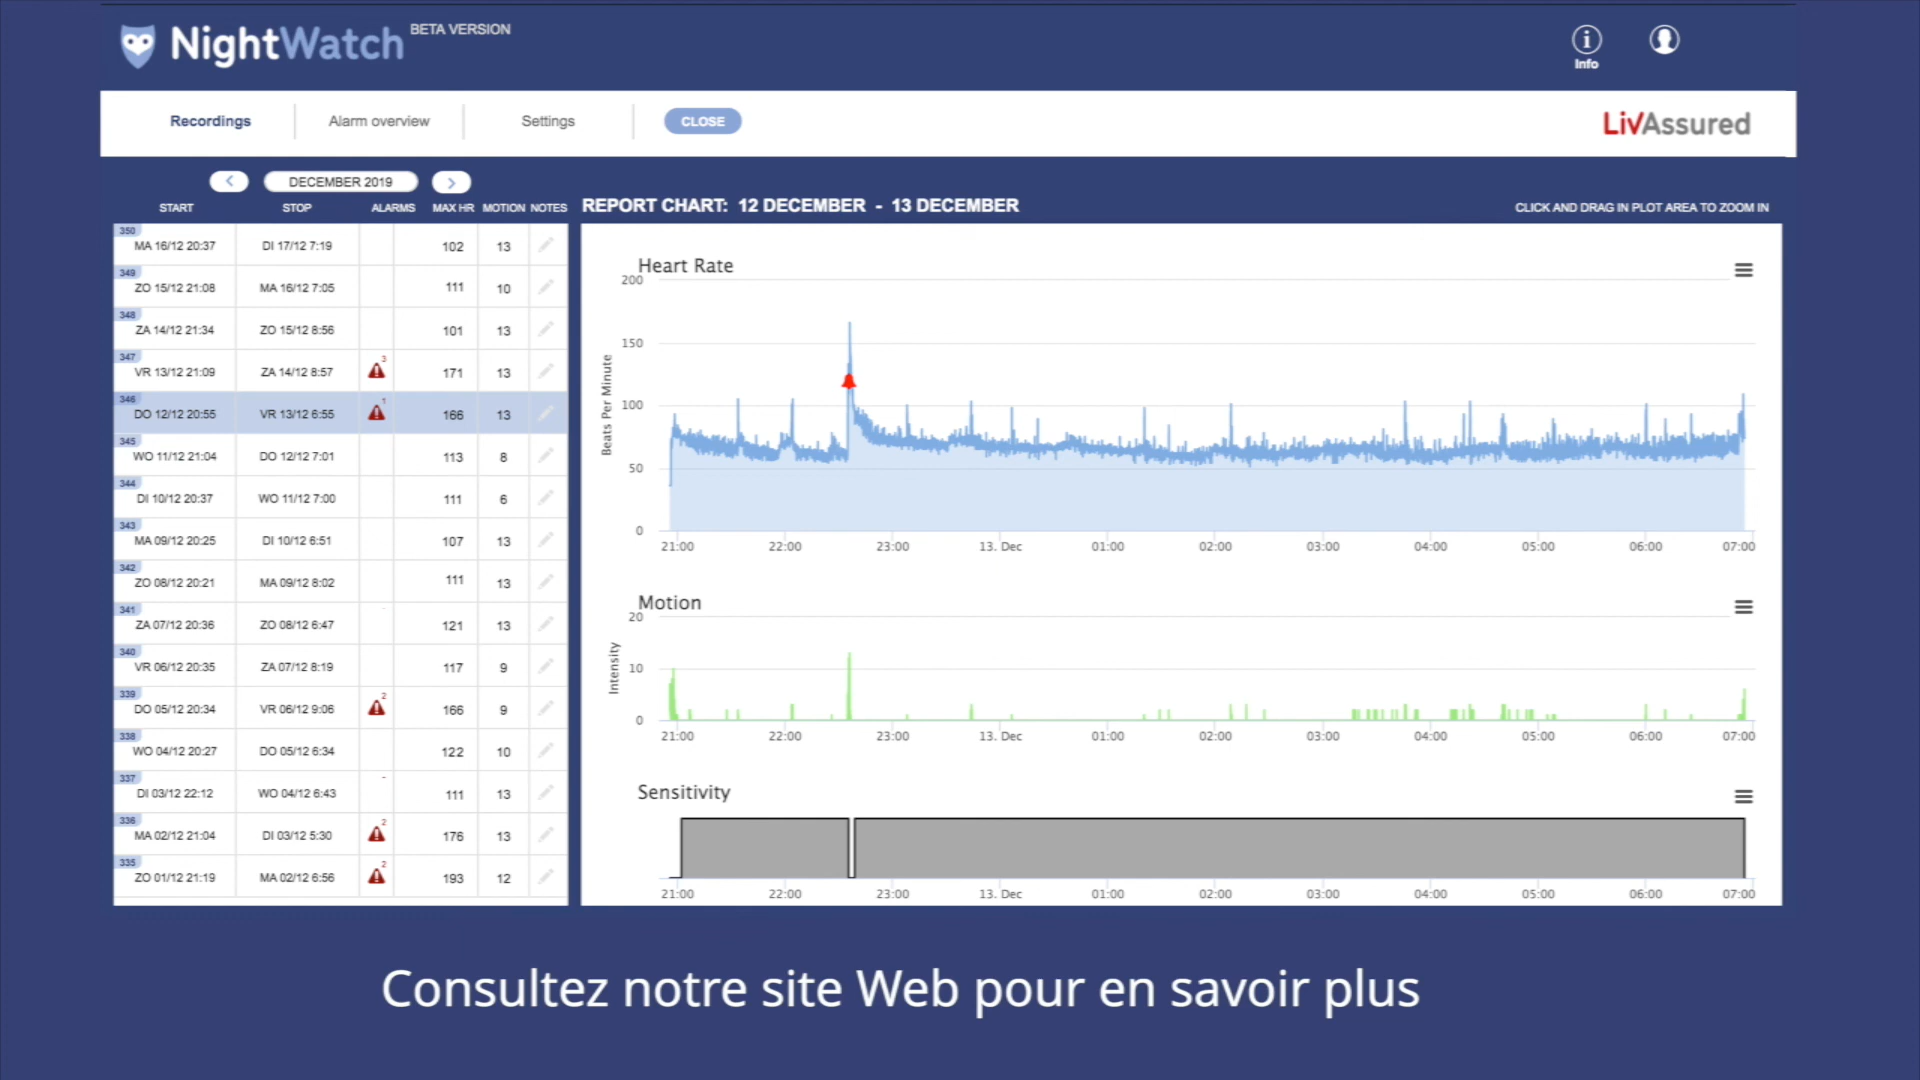 NightWatch BETA VERSION
Info
Recordings Alarm overview Settings CLOSE LivAssured
DECEMBER 2019
START STOP ALARMS MAX HR MOTION NOTES
350
MA 16/12 20:37 DI 17/12 7:19 102 13
349
ZO 15/12 21:08 MA 16/12 7:05 111 10
348
ZA 14/12 21:34 ZO 15/12 8:56 101 13
347
VR 13/12 21:09 ZA 14/12 8:57 3 171 13
346
DO 12/12 20:55 VR 13/12 6:55 1 166 13
345
WO 11/12 21:04 DO 12/12 7:01 113 8
344
DI 10/12 20:37 WO 11/12 7:00 111 6
343
MA 09/12 20:25 DI 10/12 6:51 107 13
342
ZO 08/12 20:21 MA 09/12 8:02 111 13
341
ZA 07/12 20:36 ZO 08/12 6:47 121 13
340
VR 06/12 20:35 ZA 07/12 8:19 117 9
339
DO 05/12 20:34 VR 06/12 9:06 2 166 9
338
WO 04/12 20:27 DO 05/12 6:34 122 10
337
DI 03/12 22:12 WO 04/12 6:43 111 13
336
MA 02/12 21:04 DI 03/12 5:30 2 176 13
335
ZO 01/12 21:19 MA 02/12 6:56 2 193 12
REPORT CHART: 12 DECEMBER - 13 DECEMBER
CLICK AND DRAG IN PLOT AREA TO ZOOM IN
Heart Rate
Beats Per Minute
200
150
100
50
0
21:00 22:00 23:00 13. Dec 01:00 02:00 03:00 04:00 05:00 06:00 07:00
Motion
Intensity
20
10
0
21:00 22:00 23:00 13. Dec 01:00 02:00 03:00 04:00 05:00 06:00 07:00
Sensitivity
21:00 22:00 23:00 13. Dec 01:00 02:00 03:00 04:00 05:00 06:00 07:00
Consultez notre site Web pour en savoir plus